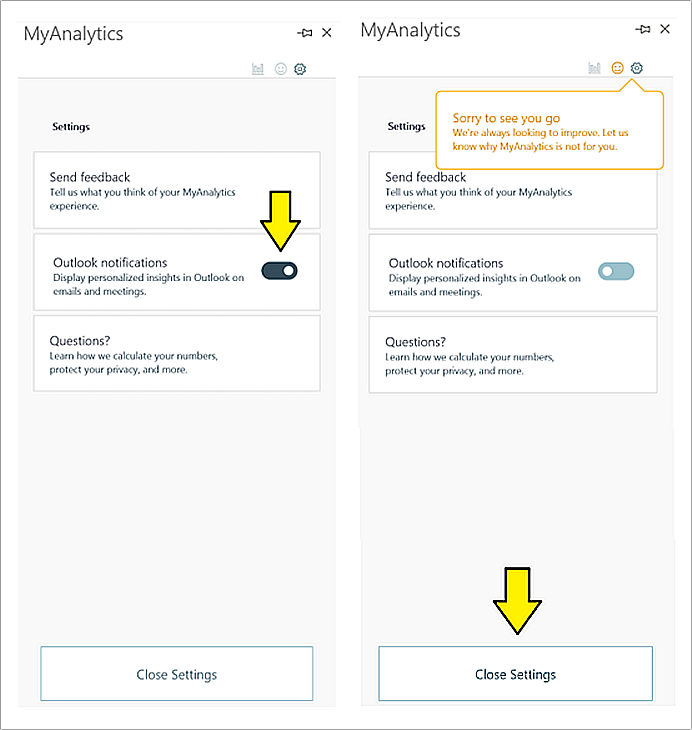 MyAnalytics
Settings
Send feedback
Tell us what you think of your MyAnalytics
experience.
Outlook notifications
Display personalized insights in Outlook on
emails and meetings.
Questions?
Learn how we calculate your numbers,
protect your privacy, and more.
Close Settings
MyAnalytics
Sorry to see you go
We're always looking to improve. Let us
know why MyAnalytics is not for you.
Settings
Send feedback
Tell us what you think of your MyAnalytics
experience.
Outlook notifications
Display personalized insights in Outlook on
emails and meetings.
Questions?
Learn how we calculate your numbers,
protect your privacy, and more.
Close Settings